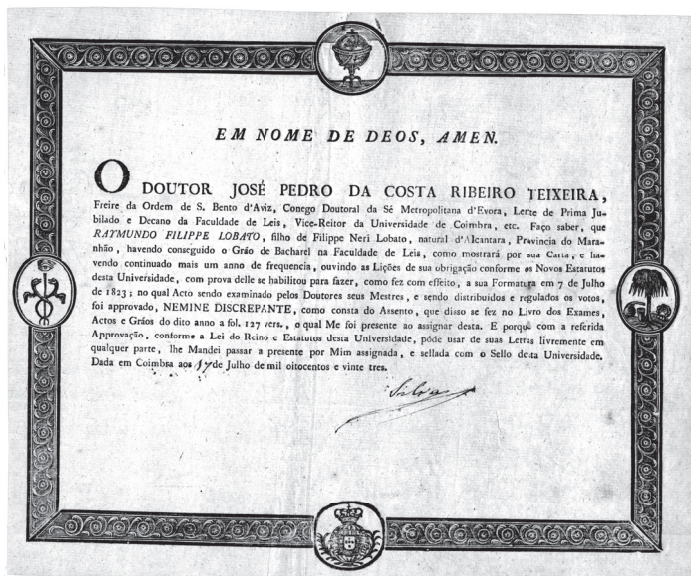 EM NOME DE DEOS, AMEN.
O DOUTOR JOSÉ PEDRO DA COSTA RIBEIRO TEIXEIRA,
Freire da Ordem de S. Bento d'Aviz, Conego Doutoral da Sé Metropolitana d'Evora, Lente de Prima Ju-
bilado e Decano da Faculdade de Leis, Vice-Reitor da Universidade de Coimbra, etc. Faço saber, que
RAYMUNDO FILIPPE LOBATO, filho de Filippe Neri Lobato, natural d'Alcantara, Provincia do Mara-
nhão, havendo conseguido o Gráo de Bacharel na Faculdade de Leis, como mostrará por sua Carta, e ha-
vendo continuado mais um anno de frequencia, ouvindo as Lições de sua obrigação conforme os Novos Estatutos
desta Universidade, com prova delle se habilitou para fazer, como fez com effeito, a sua Formatura em 7 de Julho
de 1823; no qual Acto sendo examinado pelos Doutores seus Mestres, e sendo distribuidos e regulados os votos,
foi approvado, NEMINE DISCREPANTE, como consta do Assento, que disso se fez no Livro dos Exames,
Actos e Gráos do dito anno a fol. 127 vers., o qual Me foi presente ao assignar desta. E porque com a referida
Approvação, conforme a Lei do Reino e Estatutos desta Universidade, póde usar de suas Letras livremente em
qualquer parte, lhe Mandei passar a presente por Mim assignada, e sellada com o Sello desta Universidade.
Dada em Coimbra aos 17 de Julho de mil oitocentos e vinte tres.
Silva